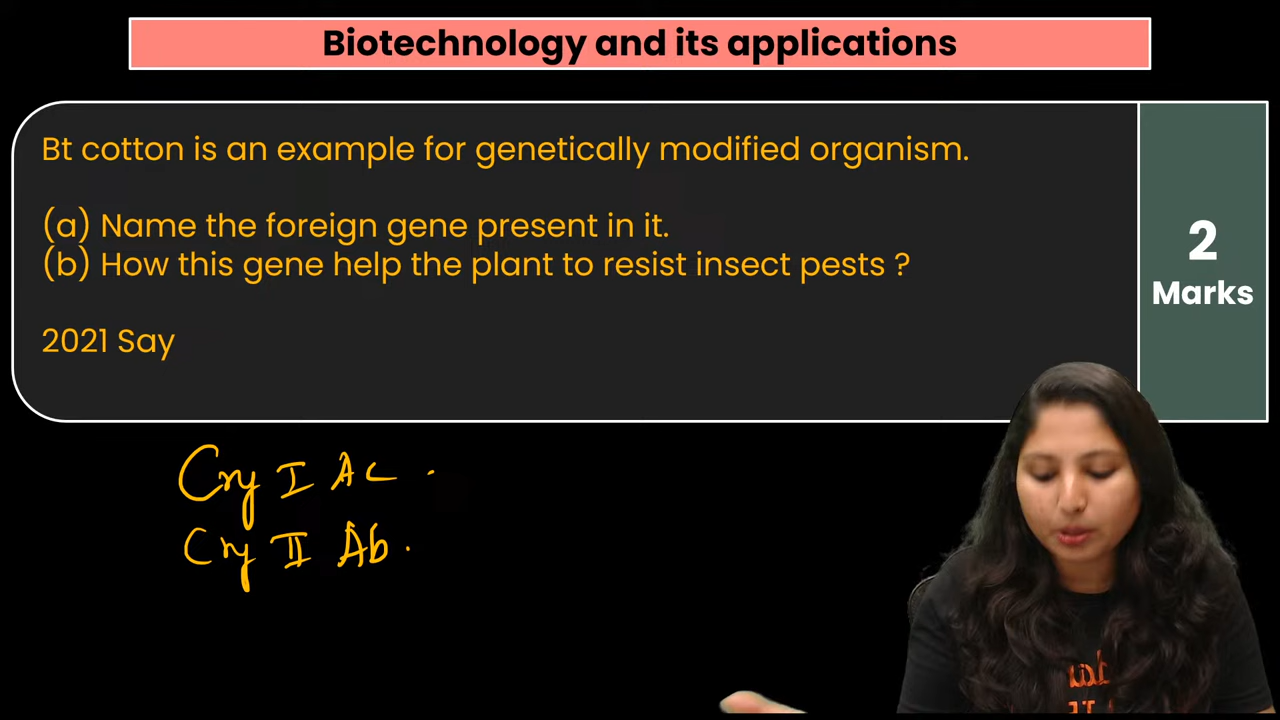 Biotechnology and its applications
Bt cotton is an example for genetically modified organism.
(a) Name the foreign gene present in it.
(b) How this gene help the plant to resist insect pests ?
2021 Say
2
Marks
Cry I Ac .
Cry II Ab .